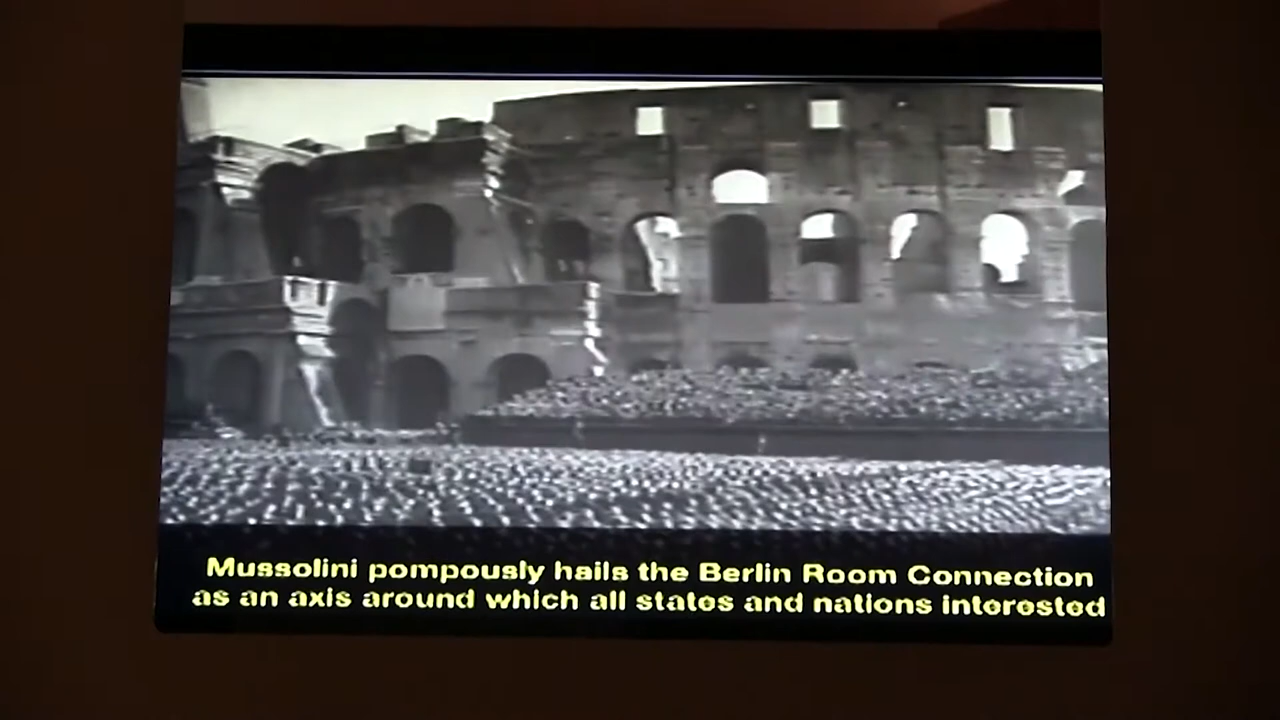 Mussolini pompously hails the Berlin Room Connection
as an axis around which all states and nations interested